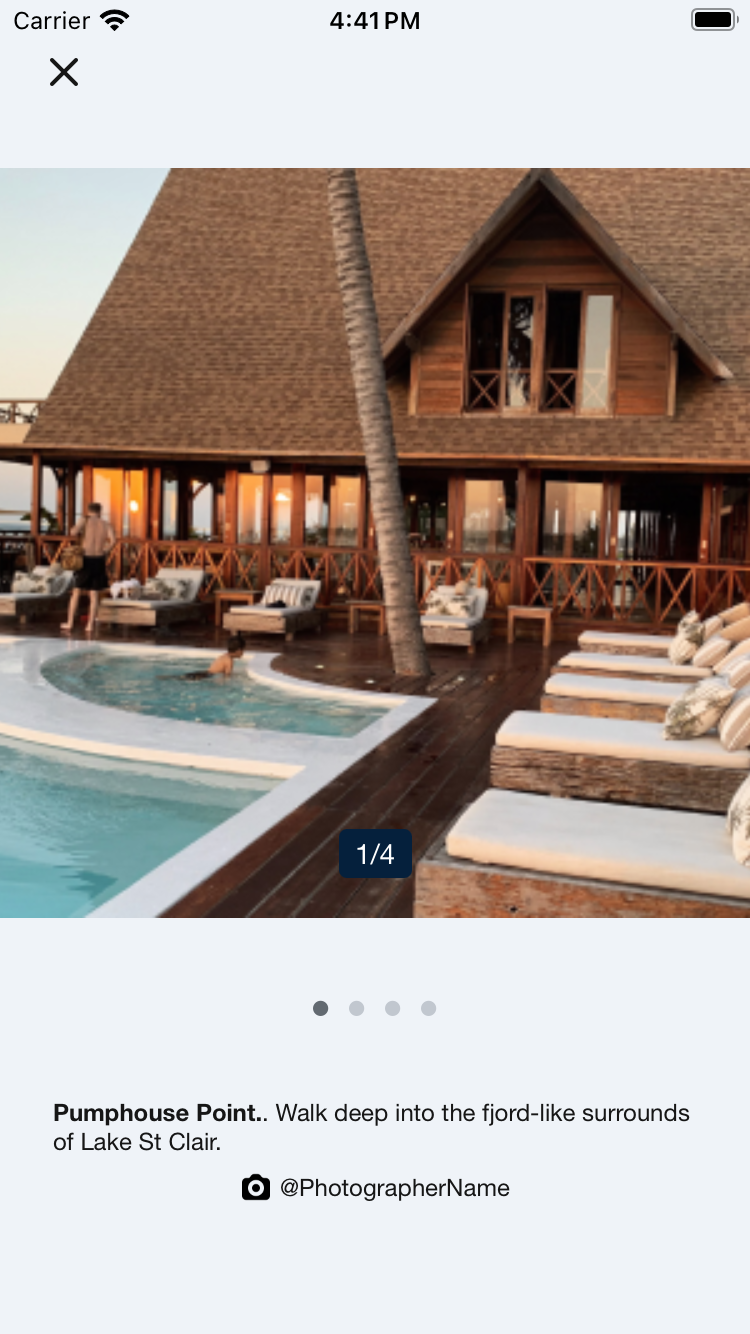 Carrier 4:41 PM
1/4
Pumphouse Point.. Walk deep into the fjord-like surrounds
of Lake St Clair.
@PhotographerName